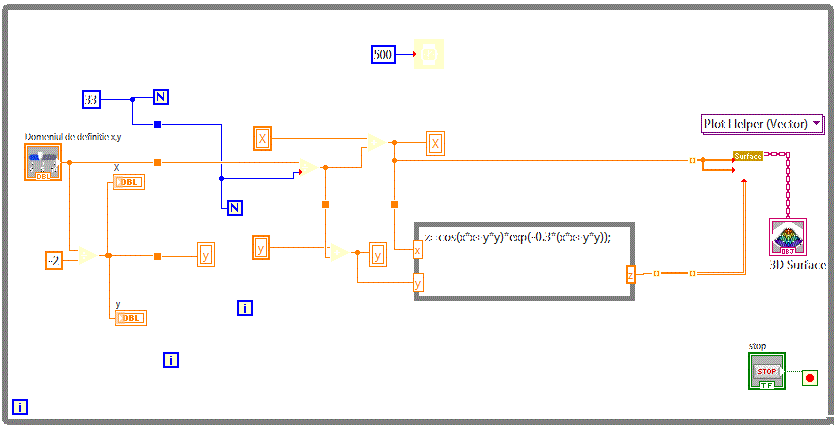 500
33
N
Domeniul de definitie x,y
DBL
x
DBL
X
X
Plot Helper (Vector)
Surface
N
z=cos(x*x+y*y)*exp(-0.3*(x*x+y*y));
-2
y
y
y
x
y
z
OBJ
3D Surface
y
DBL
i
i
stop
STOP
TF
i